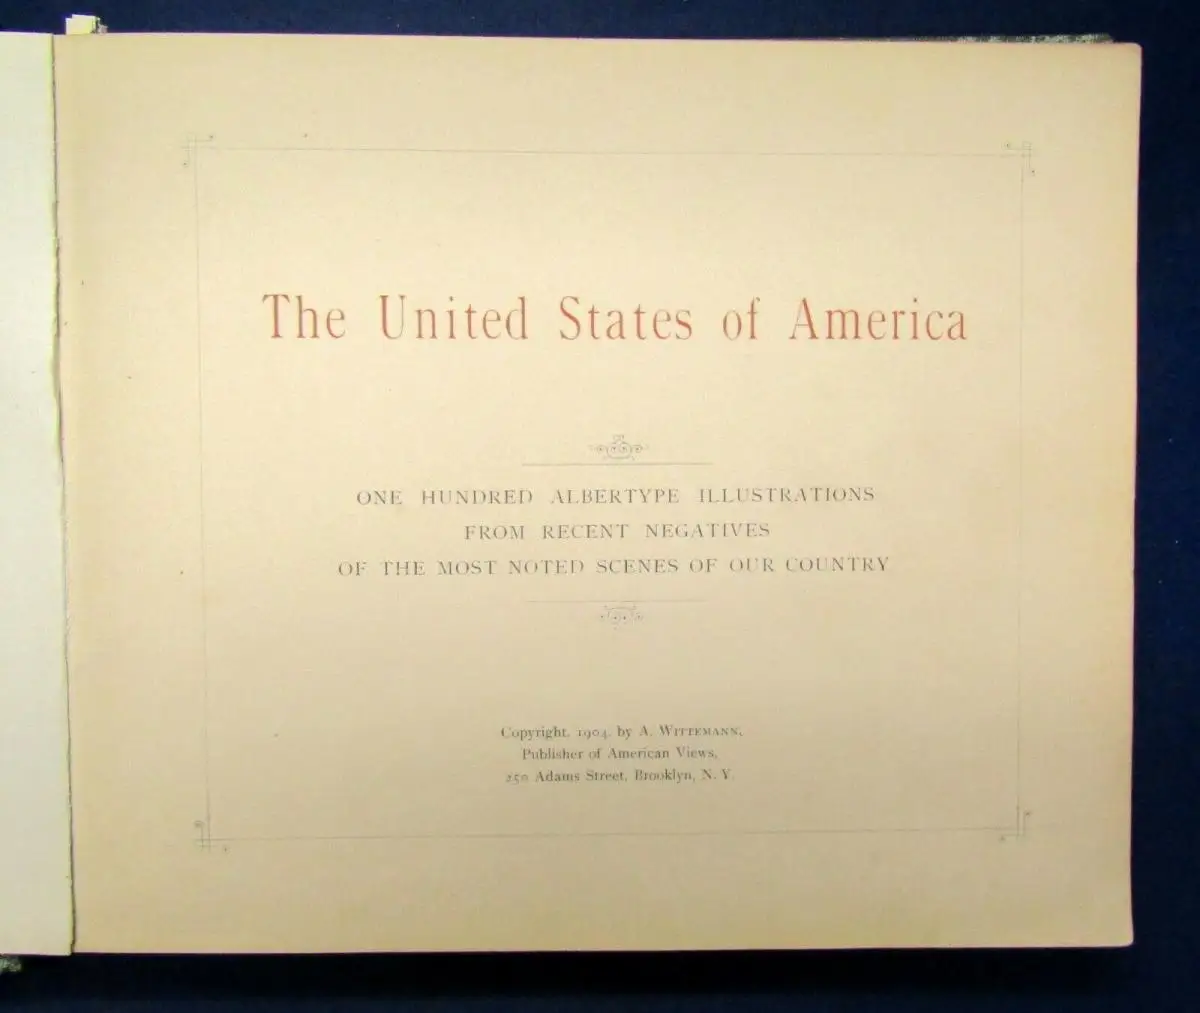 The United States of America
ONE HUNDRED ALBERTYPE ILLUSTRATIONS
FROM RECENT NEGATIVES
OF THE MOST NOTED SCENES OF OUR COUNTRY
Copyright, 1904, by A. WITTEMANN,
Publisher of American Views,
250 Adams Street, Brooklyn, N. Y.